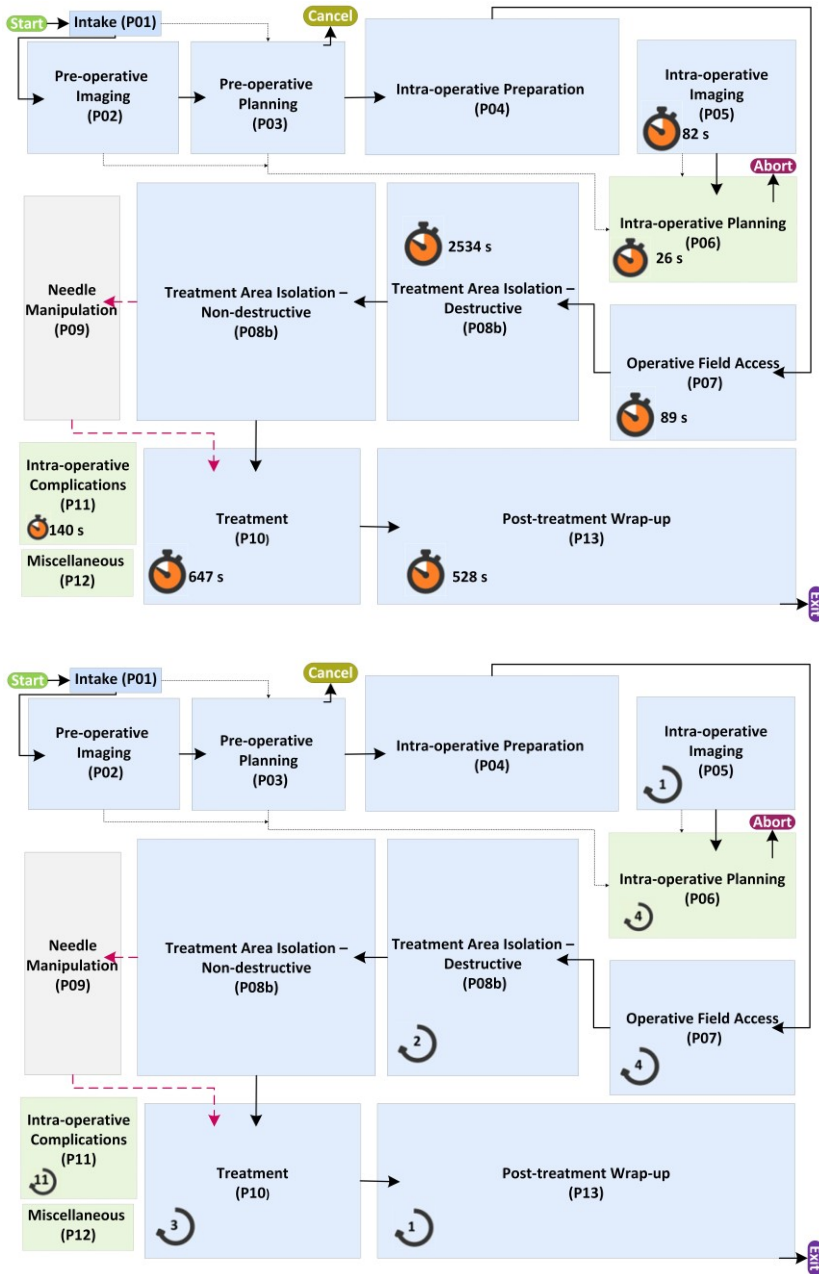 Start
Intake (P01)
Cancel
Pre-operative
Imaging
(P02)
Pre-operative
Planning
(P03)
Intra-operative Preparation
(P04)
Intra-operative
Imaging
(P05)
82 s
Abort
Intra-operative Planning
(P06)
26 s
Needle
Manipulation
(P09)
Treatment Area Isolation –
Non-destructive
(P08b)
2534 s
Treatment Area Isolation –
Destructive
(P08b)
Operative Field Access
(P07)
89 s
Intra-operative
Complications
(P11)
140 s
Miscellaneous
(P12)
Treatment
(P10)
647 s
Post-treatment Wrap-up
(P13)
528 s
Exit
Start
Intake (P01)
Cancel
Pre-operative
Imaging
(P02)
Pre-operative
Planning
(P03)
Intra-operative Preparation
(P04)
Intra-operative
Imaging
(P05)
1
Abort
Intra-operative Planning
(P06)
4
Needle
Manipulation
(P09)
Treatment Area Isolation –
Non-destructive
(P08b)
Treatment Area Isolation –
Destructive
(P08b)
2
Operative Field Access
(P07)
4
Intra-operative
Complications
(P11)
11
Miscellaneous
(P12)
Treatment
(P10)
3
Post-treatment Wrap-up
(P13)
1
Exit